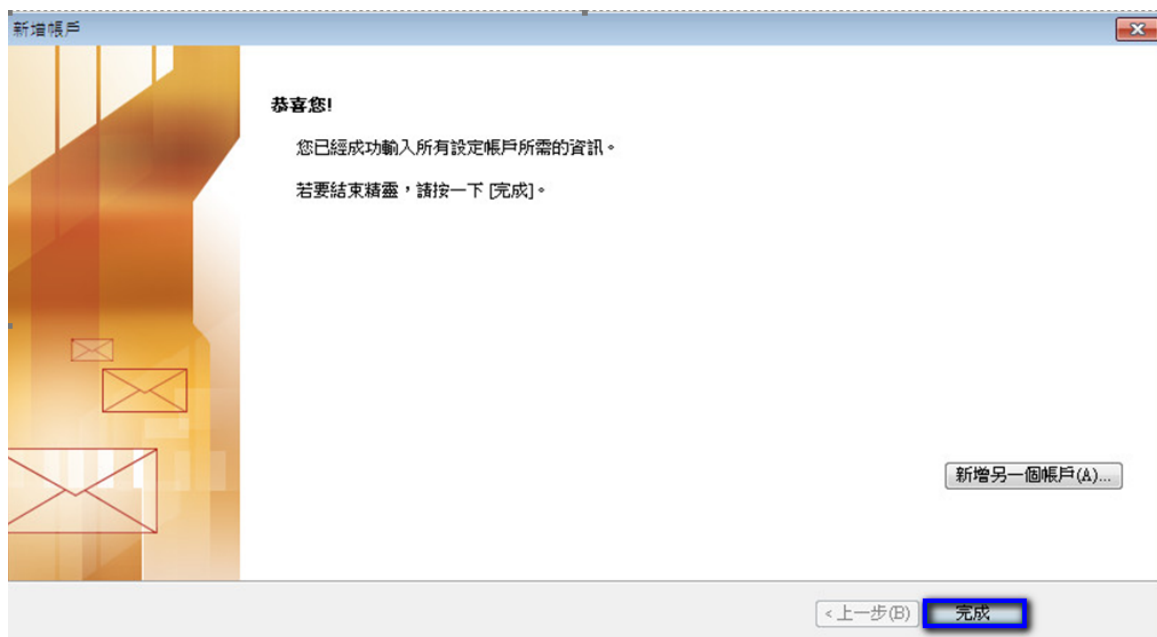 新增帳戶
恭喜您!
您已經成功輸入所有設定帳戶所需的資訊。
若要結束精靈，請按一下 [完成]。
新增另一個帳戶(A)...
<上一步(B)
完成